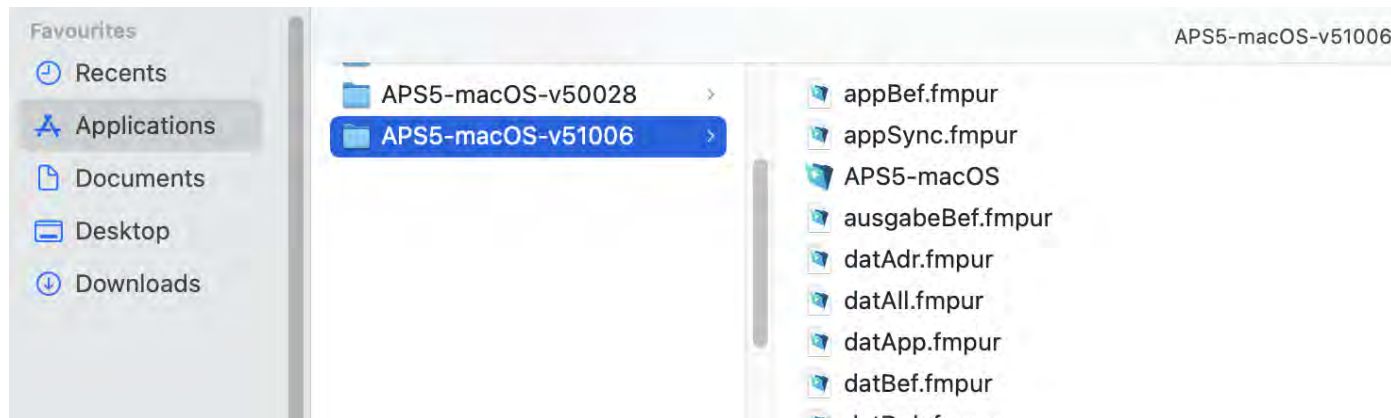 Favourites
Recents
Applications
Documents
Desktop
Downloads
APS5-macOS-v51006
APS5-macOS-v50028
APS5-macOS-v51006
appBef.fmpur
appSync.fmpur
APS5-macOS
ausgabeBef.fmpur
datAdr.fmpur
datAll.fmpur
datApp.fmpur
datBef.fmpur